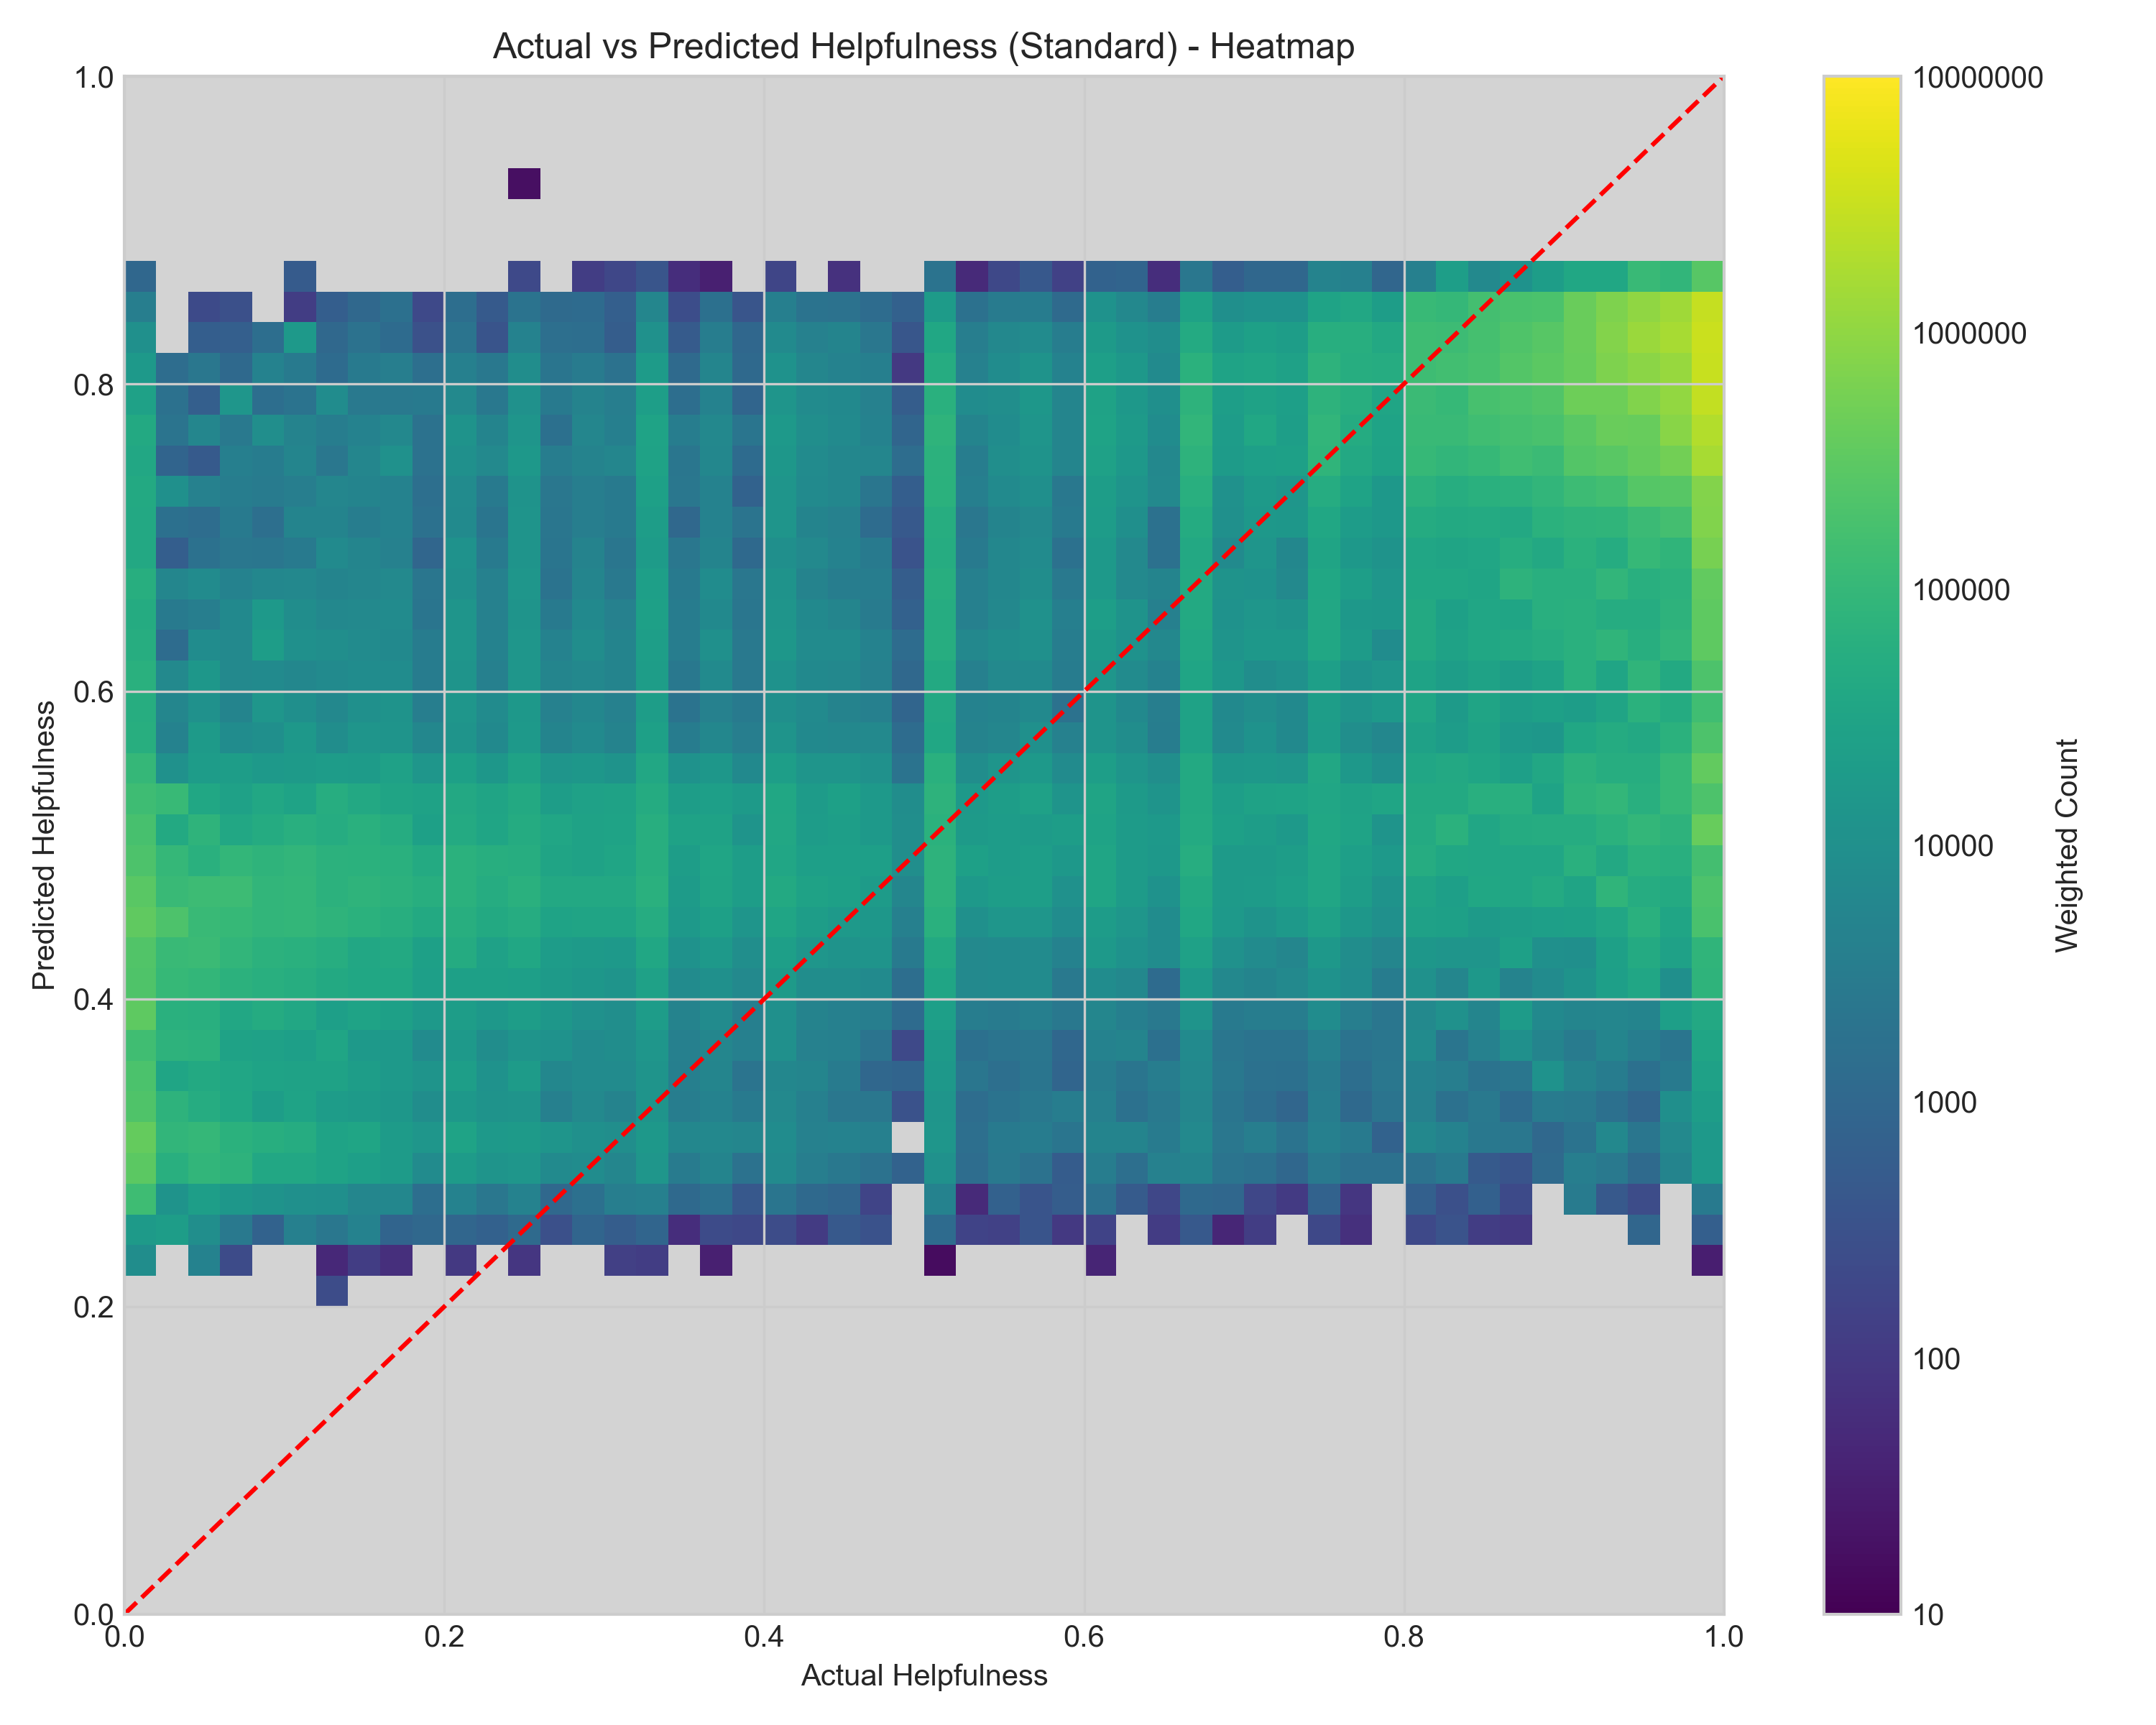 Actual vs Predicted Helpfulness (Standard) - Heatmap
Predicted Helpfulness
1.0
0.8
0.6
0.4
0.2
0.0
0.0 0.2 0.4 0.6 0.8 1.0
Actual Helpfulness
10000000
1000000
100000
10000
1000
100
10
Weighted Count